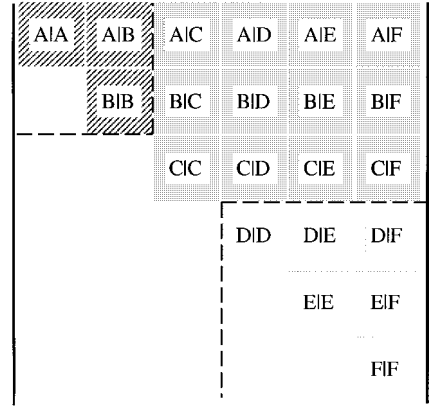 A|A A|B A|C A|D A|E A|F
B|B B|C B|D B|E B|F
C|C C|D C|E C|F
D|D D|E D|F
E|E E|F
F|F